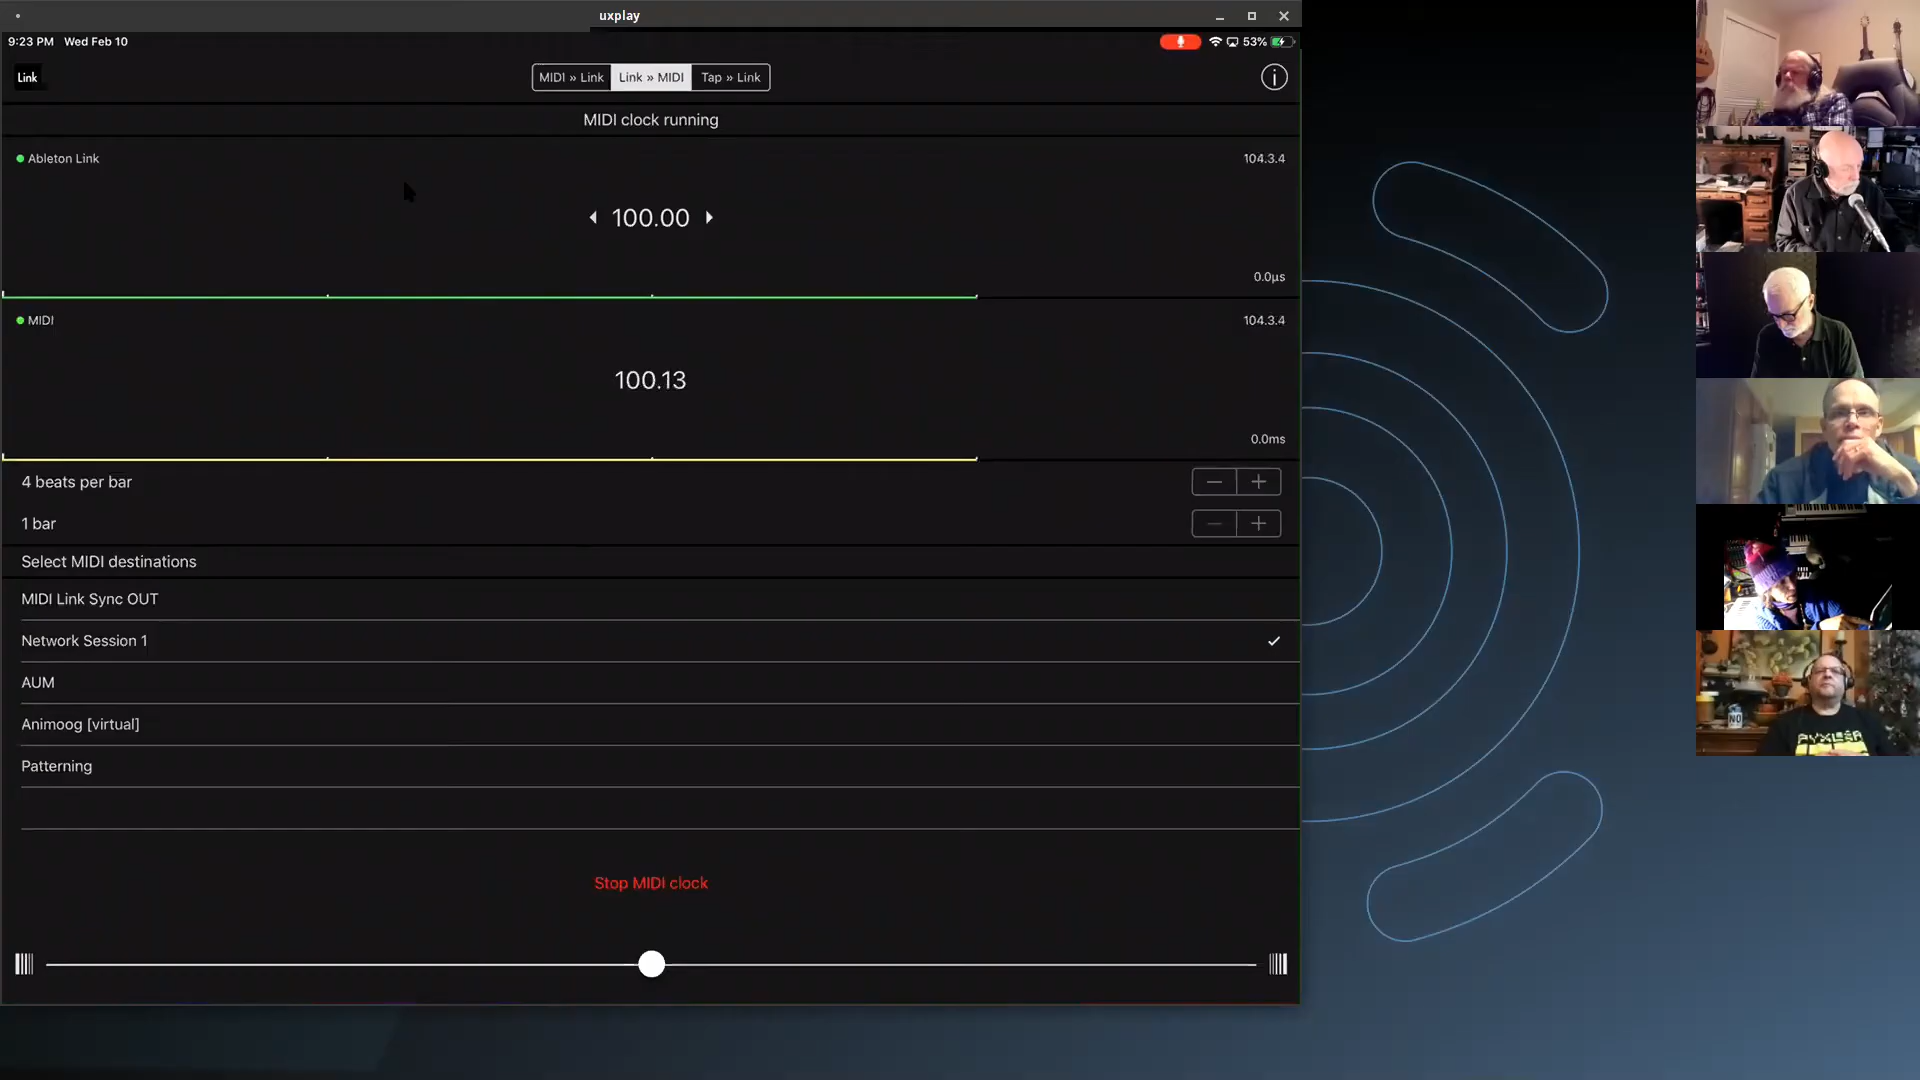 uxplay
9:23 PM Wed Feb 10
53%
Link
MIDI » Link
Link » MIDI
Tap » Link
MIDI clock running
Ableton Link
104.3.4
100.00
0.0µs
MIDI
104.3.4
100.13
0.0ms
4 beats per bar
1 bar
Select MIDI destinations
MIDI Link Sync OUT
Network Session 1
AUM
Animoog [virtual]
Patterning
Stop MIDI clock
NO